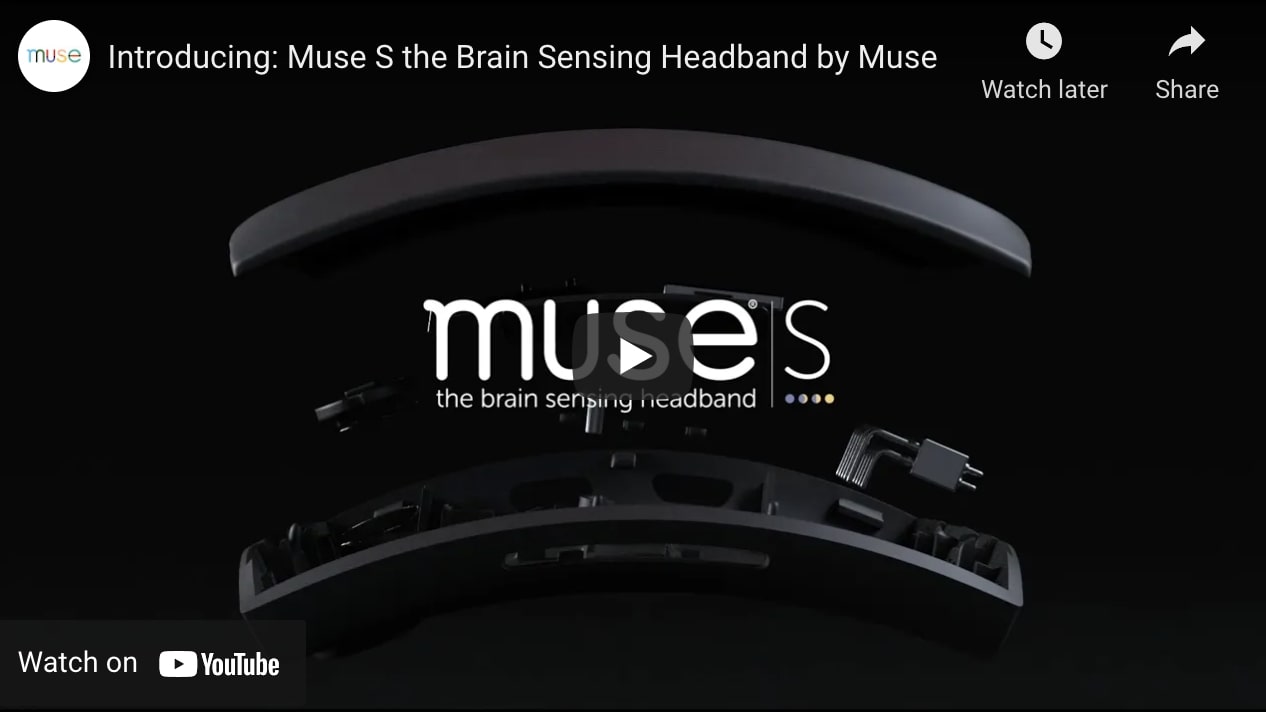 muse
Introducing: Muse S the Brain Sensing Headband by Muse
Watch later
Share
muse® S
the brain sensing headband
Watch on YouTube